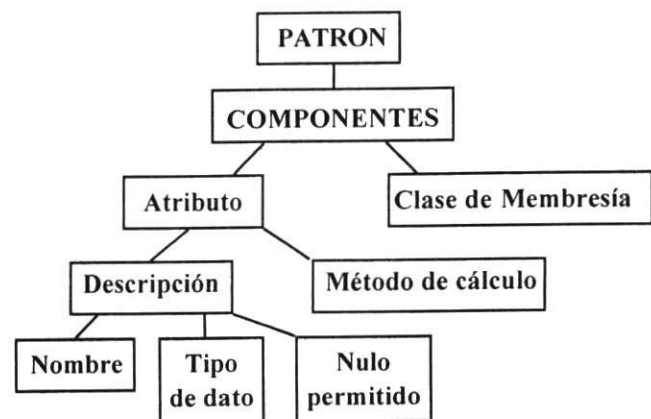 PATRON
COMPONENTES
Atributo
Clase de Membresía
Descripción
Método de cálculo
Nombre
Tipo
de dato
Nulo
permitido